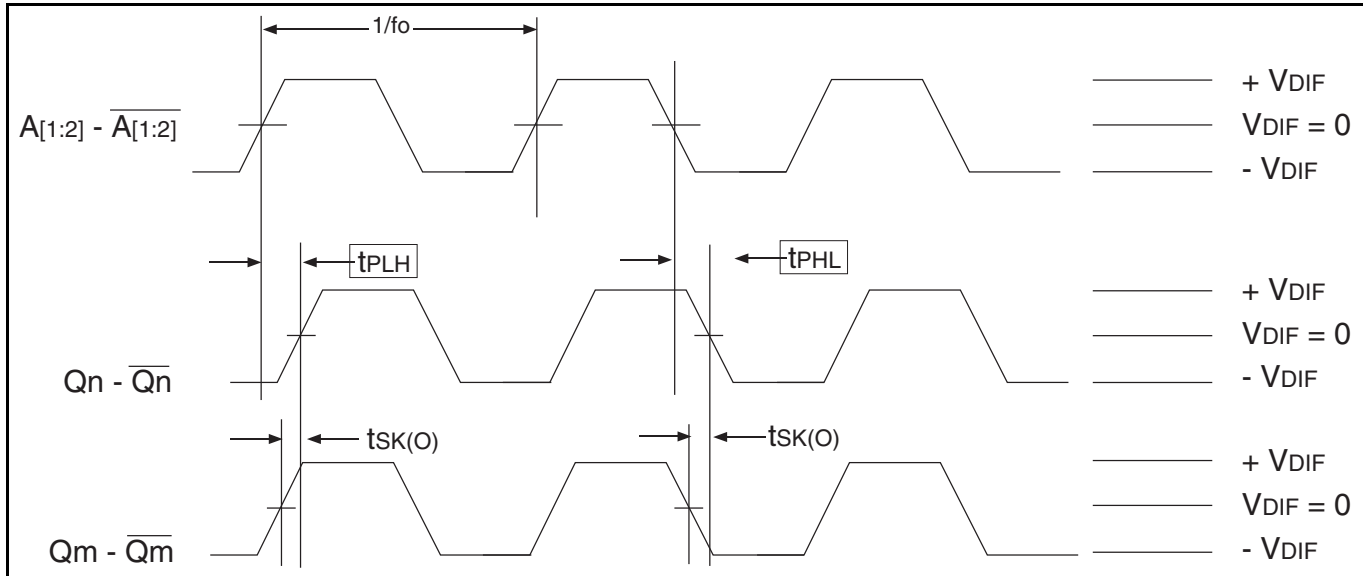 1/fo
A[1:2] - A[1:2]
+ VDIF
VDIF = 0
- VDIF
tPLH
tPHL
Qn - Qn
+ VDIF
VDIF = 0
- VDIF
tSK(O)
tSK(O)
Qm - Qm
+ VDIF
VDIF = 0
- VDIF